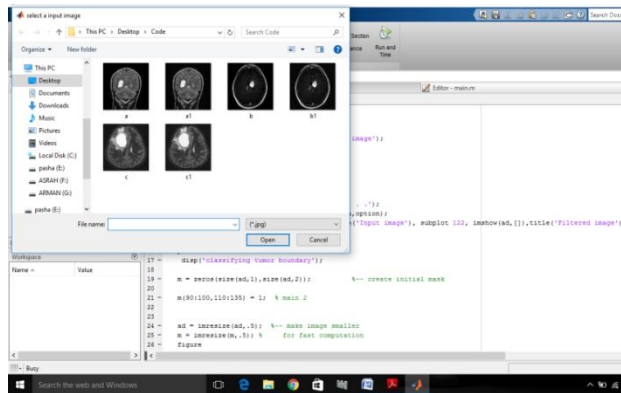 select a input image
This PC > Desktop > Code
Search Code
Organize
New folder
This PC
Desktop
Documents
Downloads
Music
Pictures
Videos
Local Disk (C:)
pasha (E:)
ASRAH (F:)
ARMAN (G:)
pasha (E:)
a
a1
b
b1
c
c1
File name:
(*.jpg)
Open
Cancel
Section
Run and
Time
Editor - main.m
image');
. .');
,option);
('Input image'), subplot 122, imshow(ad,[]),title('Filtered image')
Workspace
Name
Value
17 - disp('classifying tumor boundary');
18
19 - m = zeros(size(ad,1),size(ad,2)); %-- create initial mask
20
21 - m(90:100,110:135) = 1; % main 2
22
23
24 - ad = imresize(ad,.5); %-- make image smaller
25 - m = imresize(m,.5); % for fast computation
26 - figure
Busy
Search the web and Windows